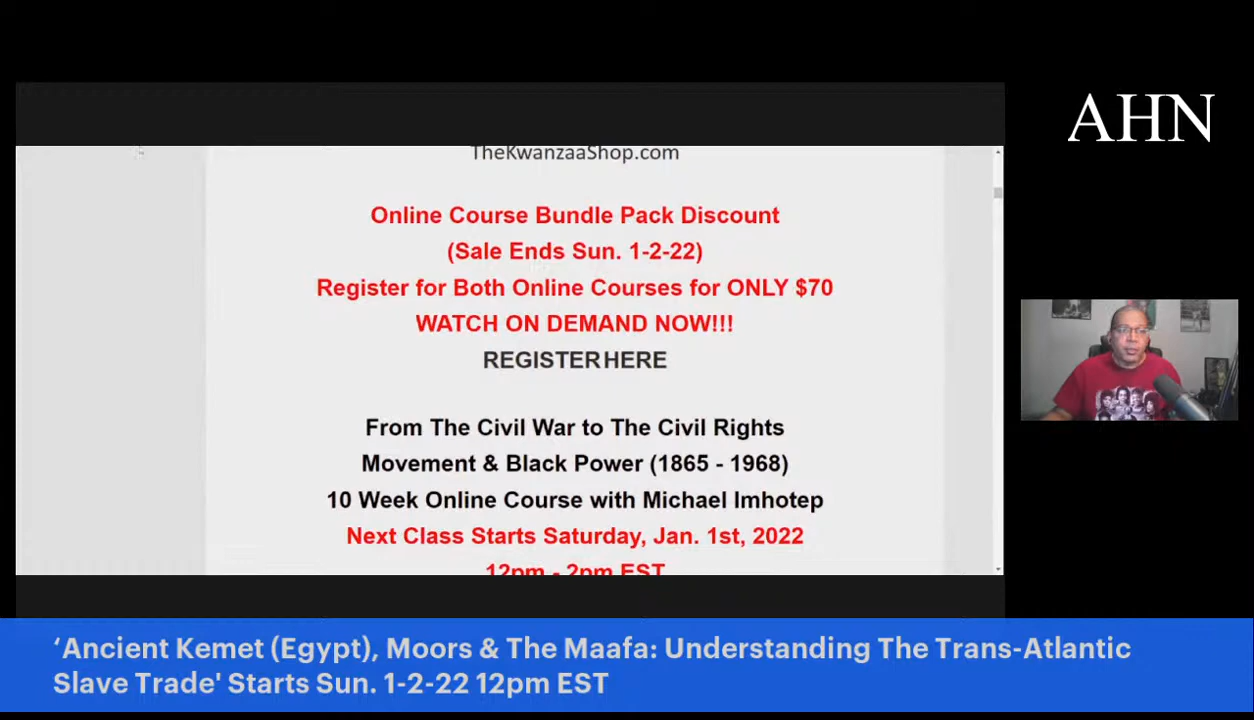 AHN
TheKwanzaaShop.com
Online Course Bundle Pack Discount
(Sale Ends Sun. 1-2-22)
Register for Both Online Courses for ONLY $70
WATCH ON DEMAND NOW!!!
REGISTER HERE
From The Civil War to The Civil Rights
Movement & Black Power (1865 - 1968)
10 Week Online Course with Michael Imhotep
Next Class Starts Saturday, Jan. 1st, 2022
12pm - 2pm EST
‘Ancient Kemet (Egypt), Moors & The Maafa: Understanding The Trans-Atlantic
Slave Trade' Starts Sun. 1-2-22 12pm EST